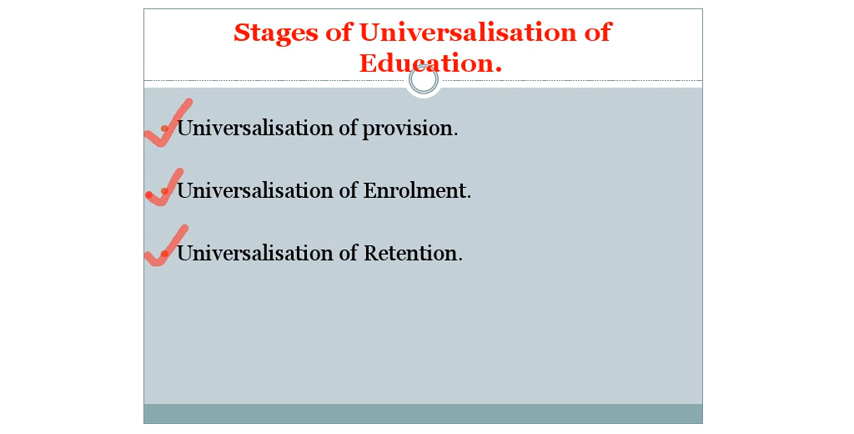 Stages of Universalisation of
Education.
Universalisation of provision.
Universalisation of Enrolment.
Universalisation of Retention.